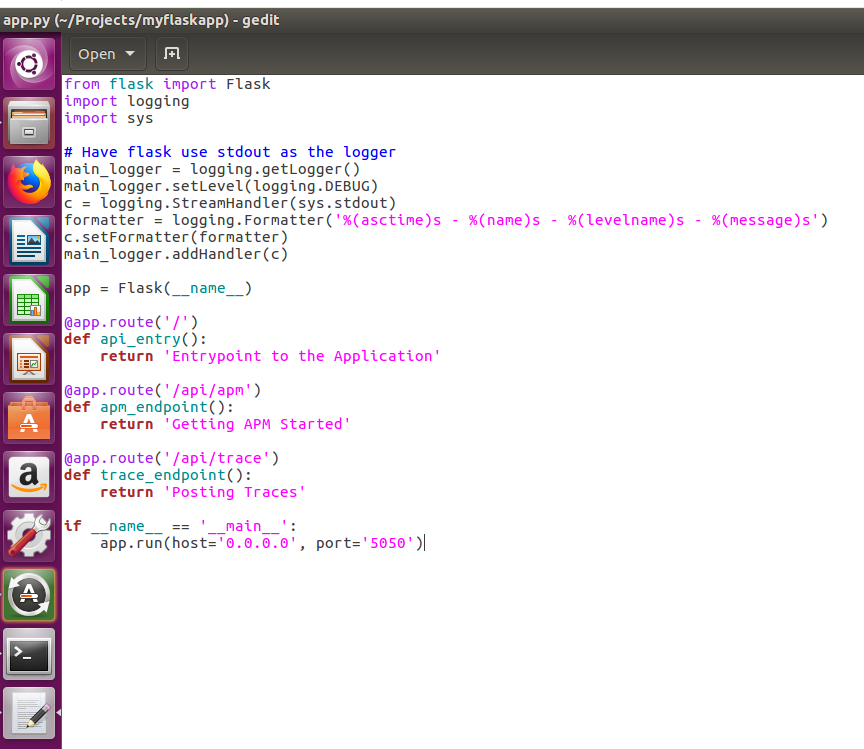 app.py (~/Projects/myflaskapp) - gedit
Open
from flask import Flask
import logging
import sys

# Have flask use stdout as the logger
main_logger = logging.getLogger()
main_logger.setLevel(logging.DEBUG)
c = logging.StreamHandler(sys.stdout)
formatter = logging.Formatter('%(asctime)s - %(name)s - %(levelname)s - %(message)s')
c.setFormatter(formatter)
main_logger.addHandler(c)

app = Flask(__name__)

@app.route('/')
def api_entry():
    return 'Entrypoint to the Application'

@app.route('/api/apm')
def apm_endpoint():
    return 'Getting APM Started'

@app.route('/api/trace')
def trace_endpoint():
    return 'Posting Traces'

if __name__ == '__main__':
    app.run(host='0.0.0.0', port='5050')